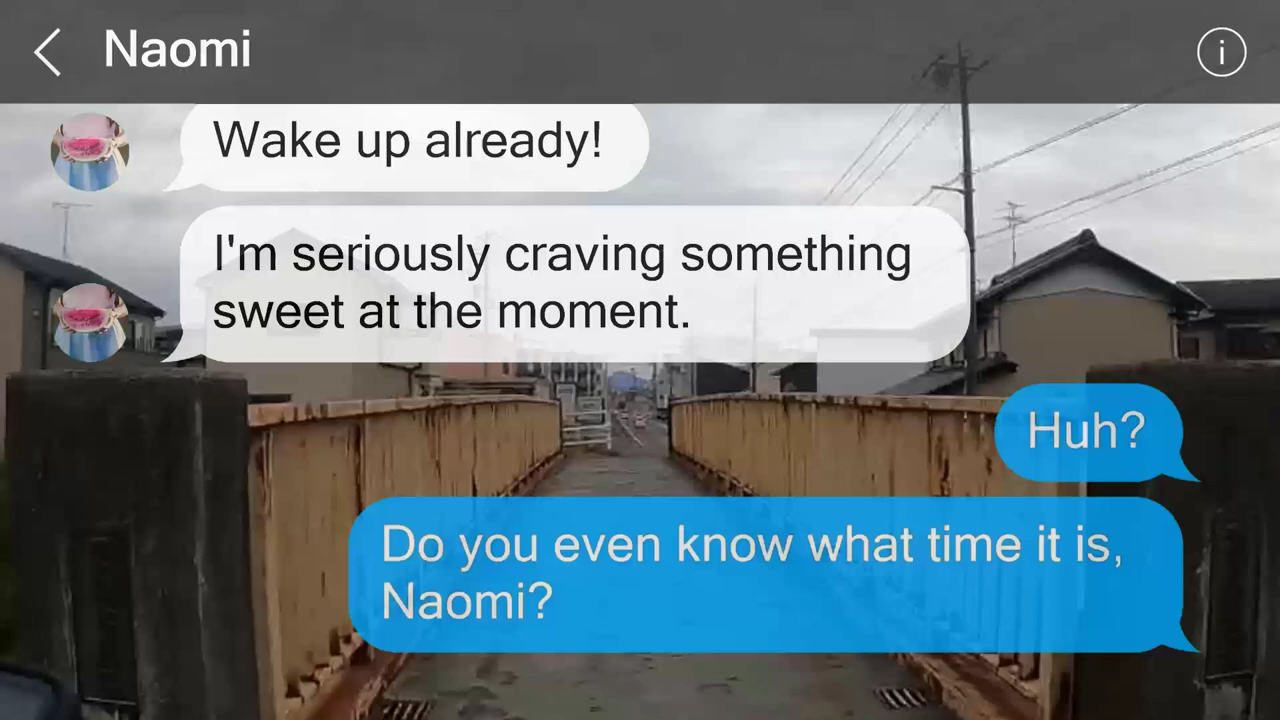 Naomi
i
Wake up already!
I'm seriously craving something
sweet at the moment.
Huh?
Do you even know what time it is,
Naomi?